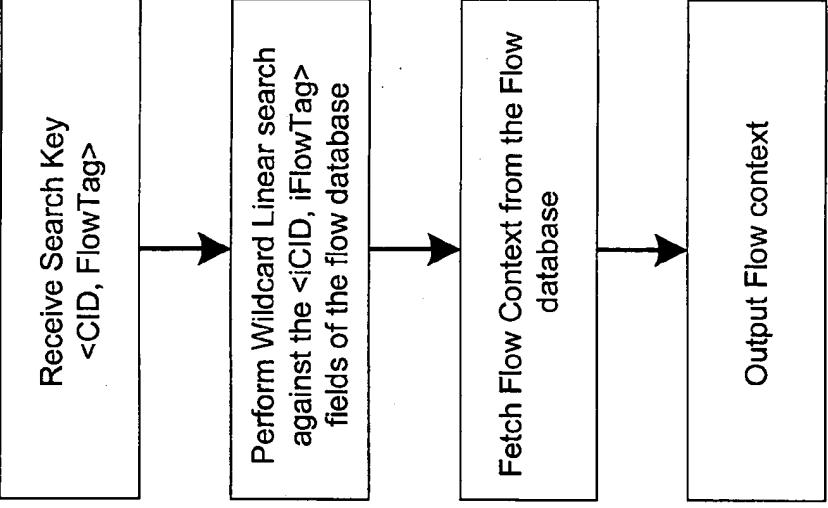 Receive Search Key
<CID, FlowTag>
Perform Wildcard Linear search
against the <iCID, iFlowTag>
fields of the flow database
Fetch Flow Context from the Flow
database
Output Flow context